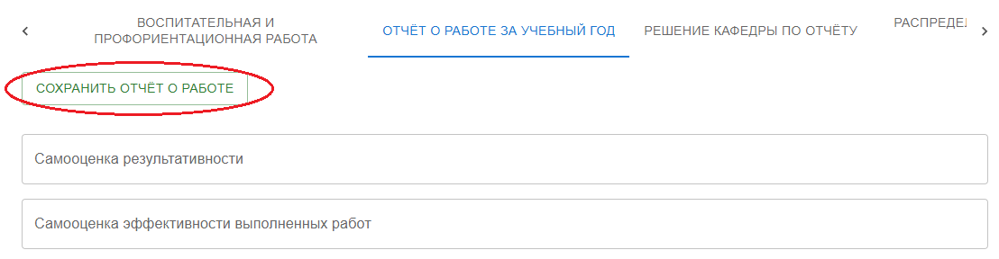 ВОСПИТАТЕЛЬНАЯ И
ПРОФОРИЕНТАЦИОННАЯ РАБОТА
ОТЧЁТ О РАБОТЕ ЗА УЧЕБНЫЙ ГОД
РЕШЕНИЕ КАФЕДРЫ ПО ОТЧЁТУ
РАСПРЕДЕЛ
СОХРАНИТЬ ОТЧЁТ О РАБОТЕ
Самооценка результативности
Самооценка эффективности выполненных работ